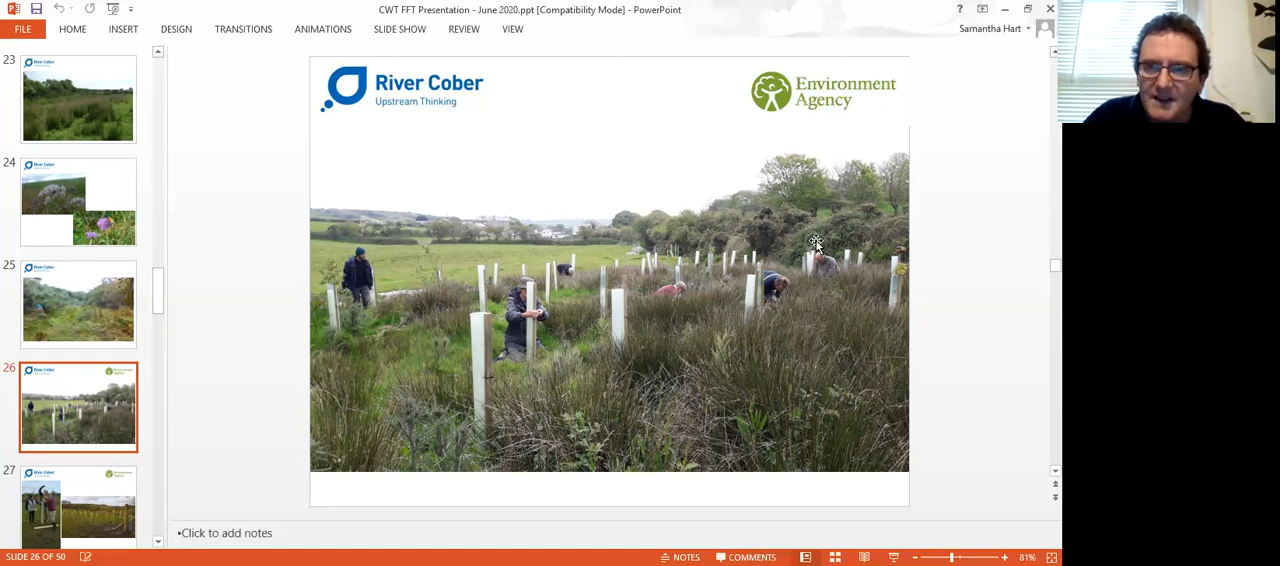 CWT FFT Presentation - June 2020.ppt [Compatibility Mode] - PowerPoint
?
FILE HOME INSERT DESIGN TRANSITIONS ANIMATIONS DE SHOW REVIEW VIEW
Samantha Hart
23
24
25
26
27
River Cober
Upstream Thinking
Environment
Agency
•Click to add notes
SLIDE 26 OF 50
NOTES COMMENTS
81%